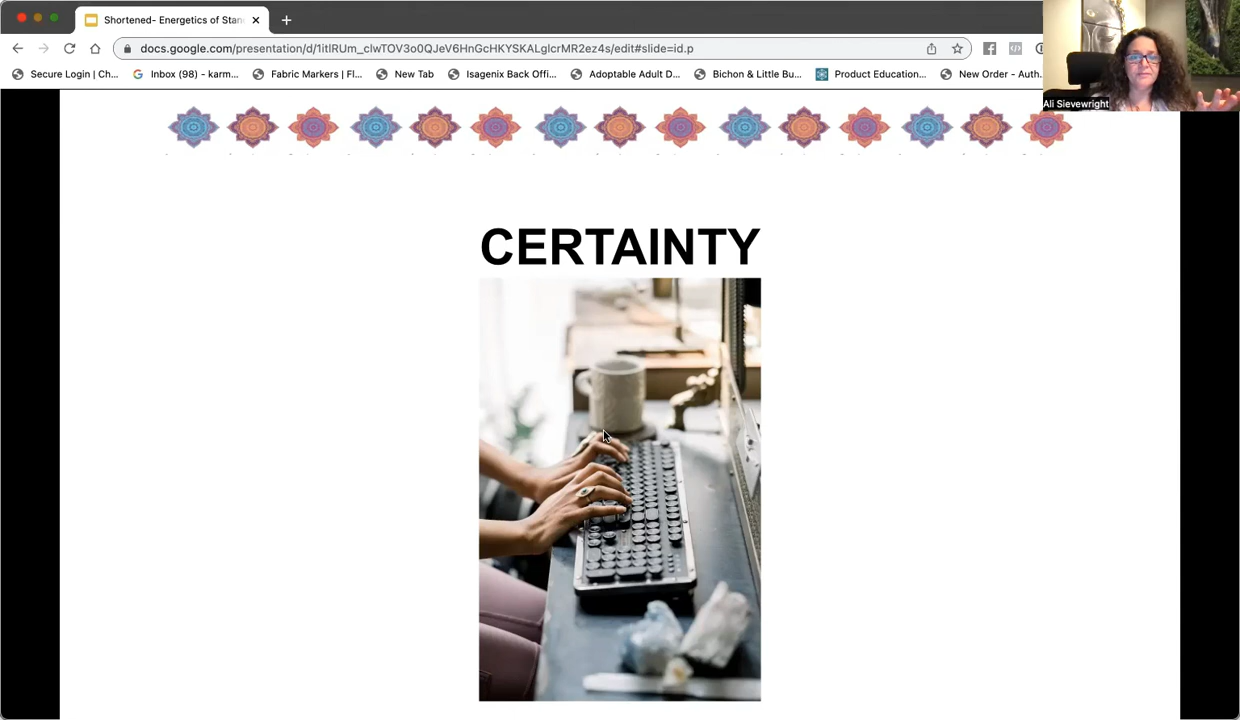 Shortened- Energetics of Stan
docs.google.com/presentation/d/1itlRUm_clwTOV3o0QJeV6HnGcHKYSKALglcrMR2ez4s/edit#slide=id.p
Secure Login | Ch...
Inbox (98) - karm...
Fabric Markers | Fl...
New Tab
Isagenix Back Offi...
Adoptable Adult D...
Bichon & Little Bu...
Product Education...
New Order - Auth...
Ali Sievewright
CERTAINTY